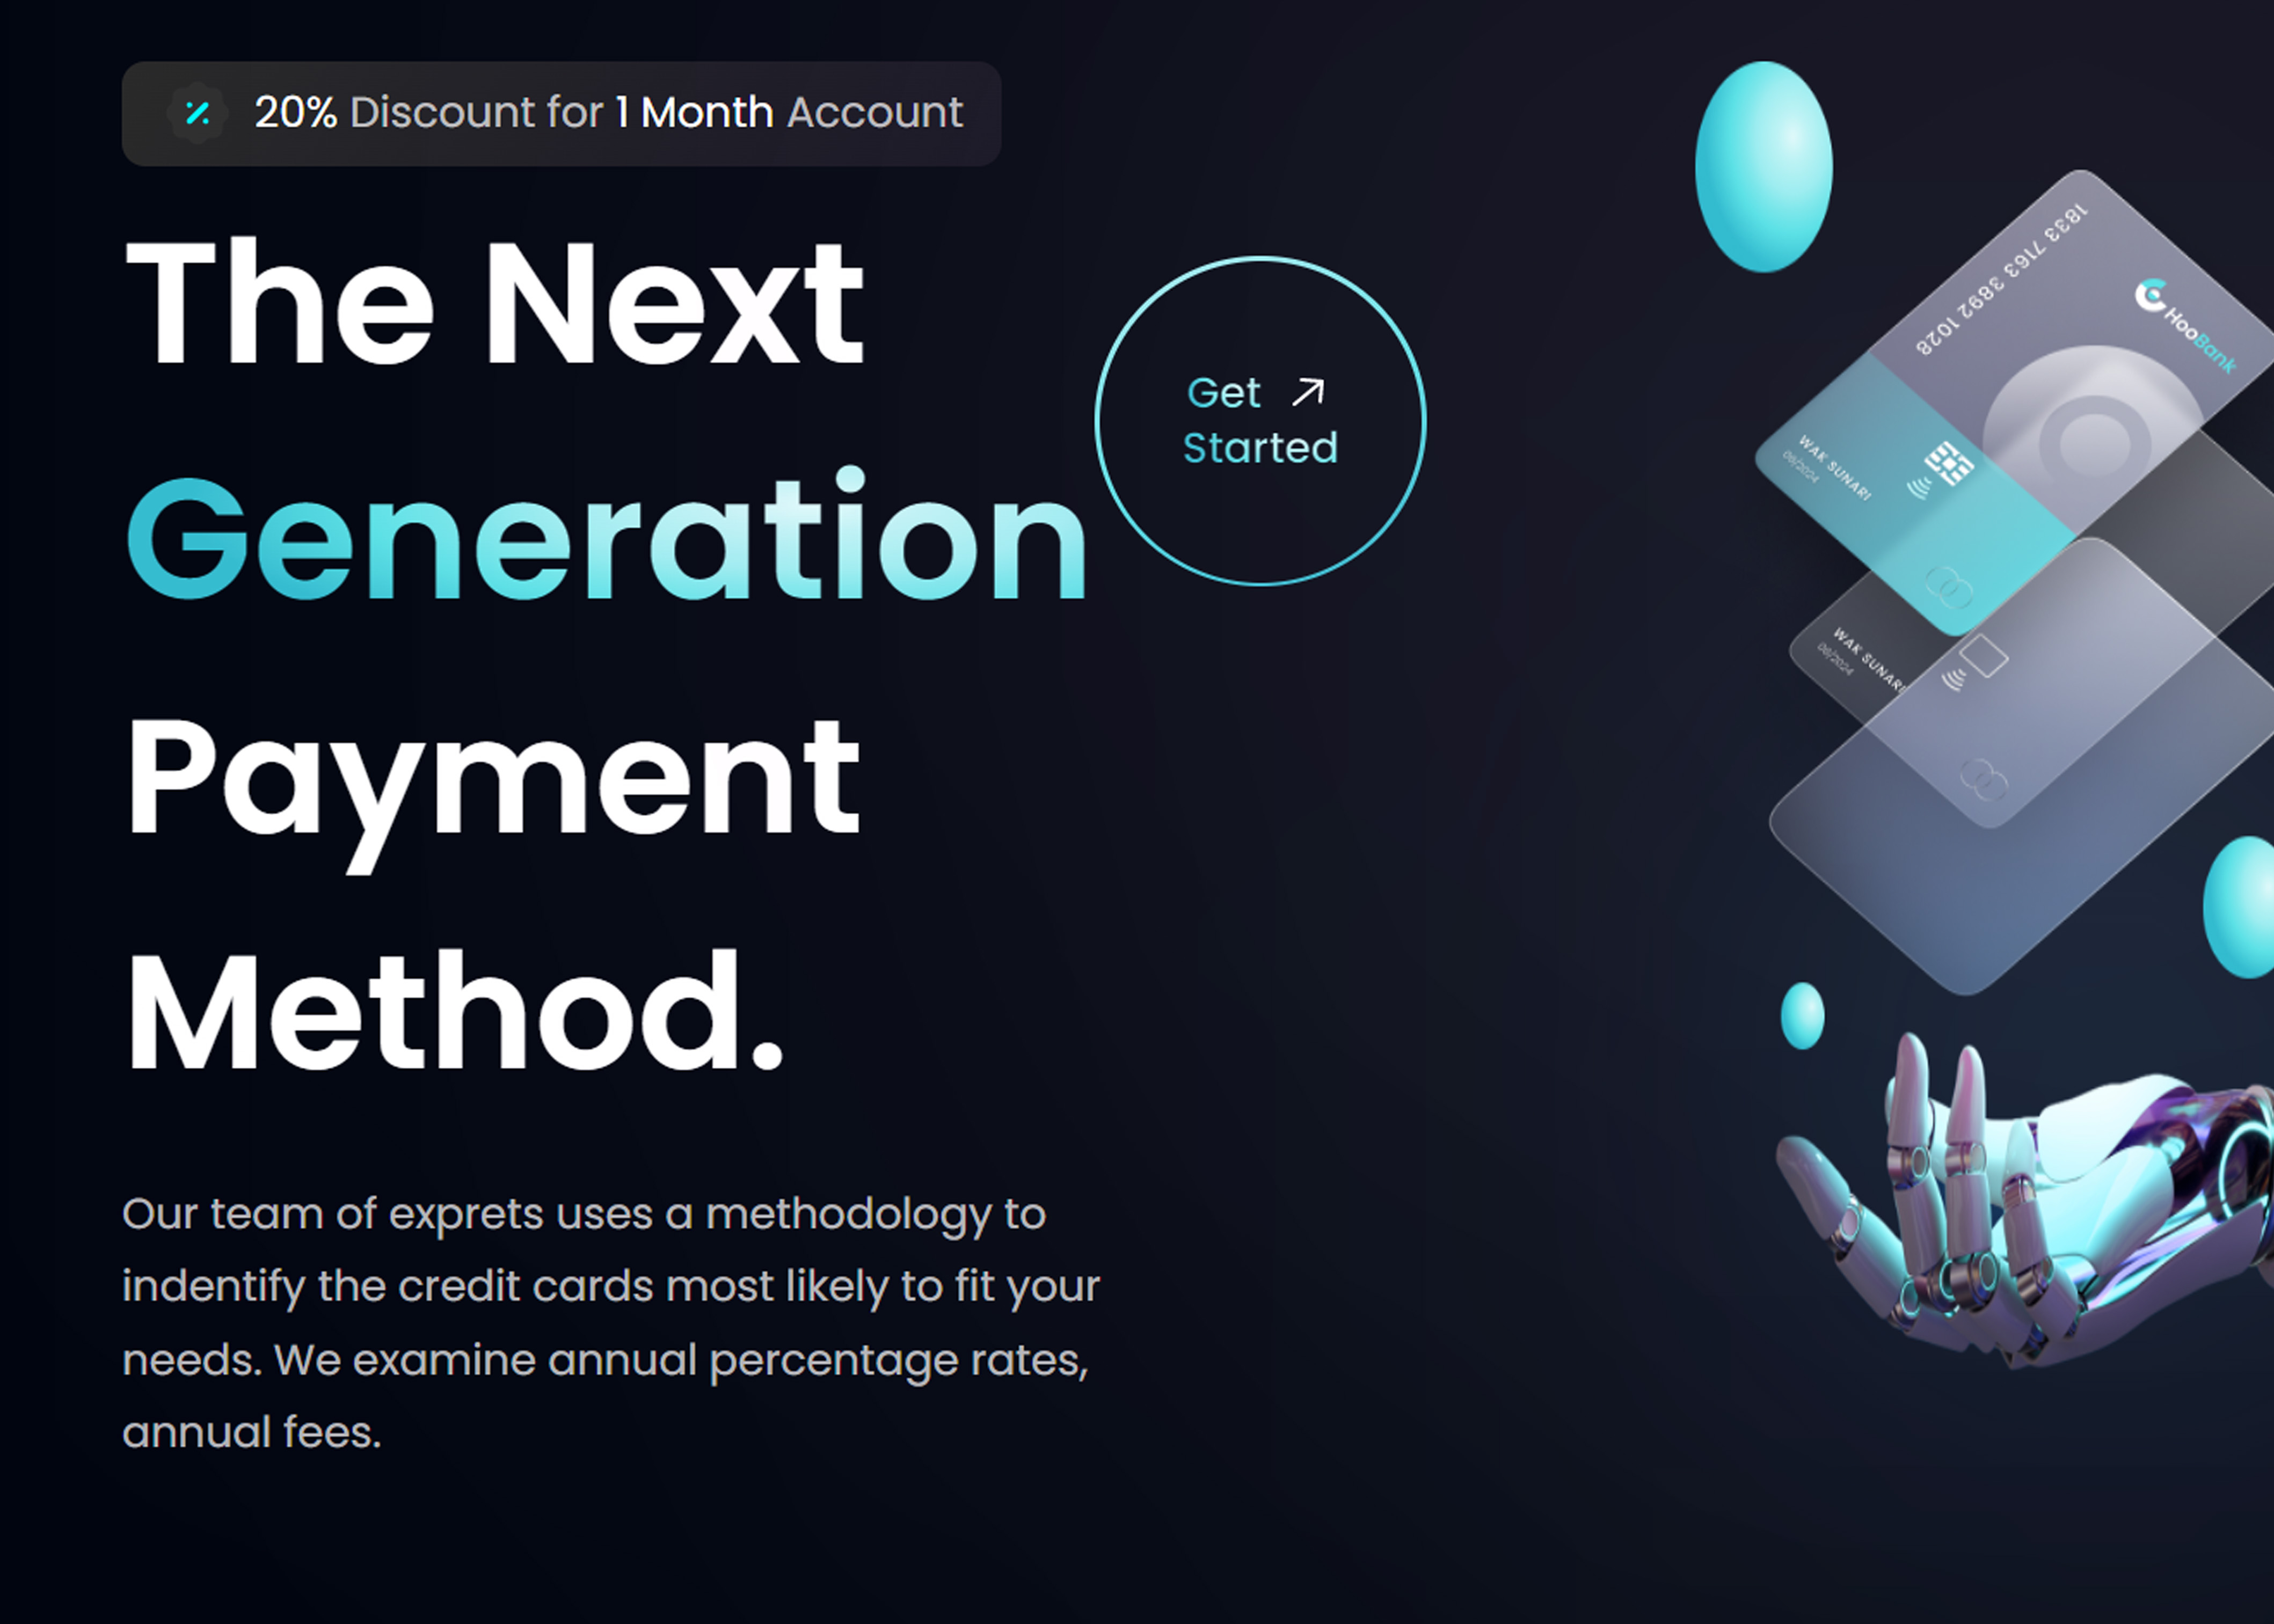 20% Discount for 1 Month Account
The Next
Generation
Payment
Method.
Get
Started
Our team of exprets uses a methodology to
indentify the credit cards most likely to fit your
needs. We examine annual percentage rates,
annual fees.
1833 7163 3892 1028
HooBank
WAK SUNARI
09/2024
WAK SUNARI
09/2024